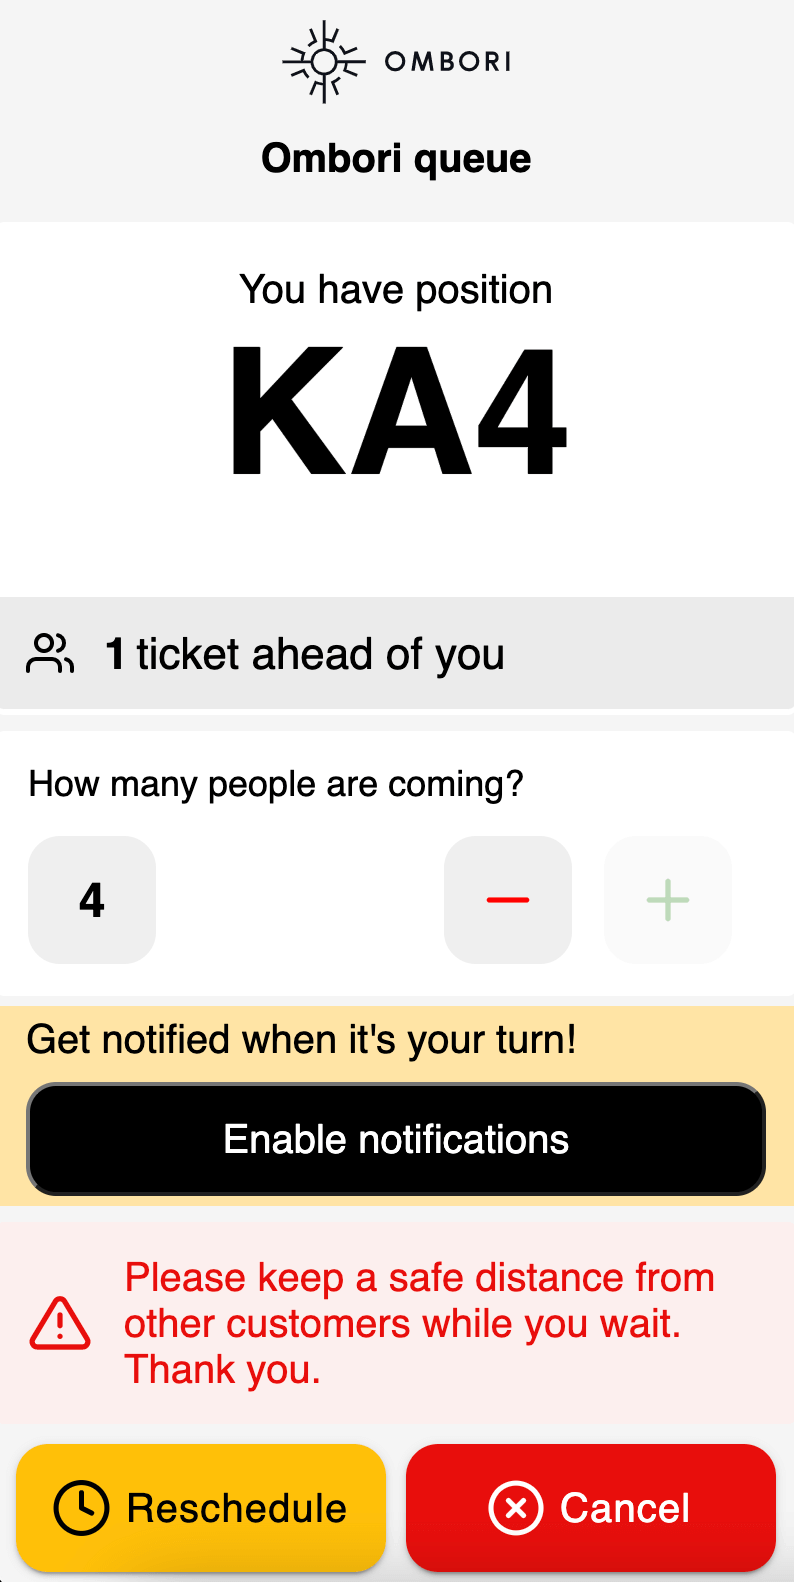 OMBORI
Ombori queue
You have position
KA4
1 ticket ahead of you
How many people are coming?
4
Get notified when it's your turn!
Enable notifications
Please keep a safe distance from
other customers while you wait.
Thank you.
Reschedule
Cancel